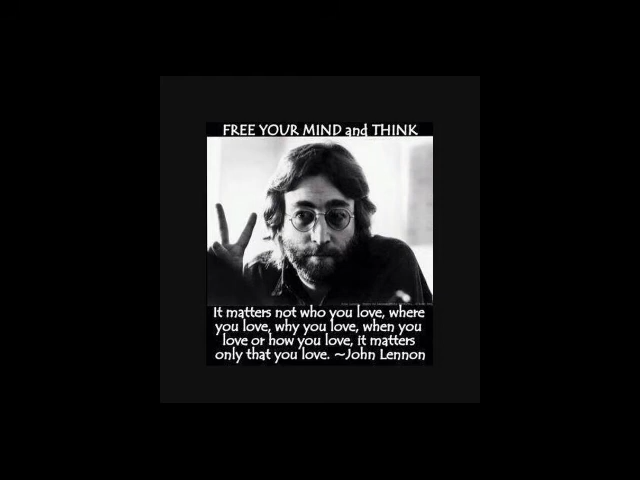 FREE YOUR MIND and THINK
It matters not who you love, where
you love, why you love, when you
love or how you love, it matters
only that you love. ~John Lennon